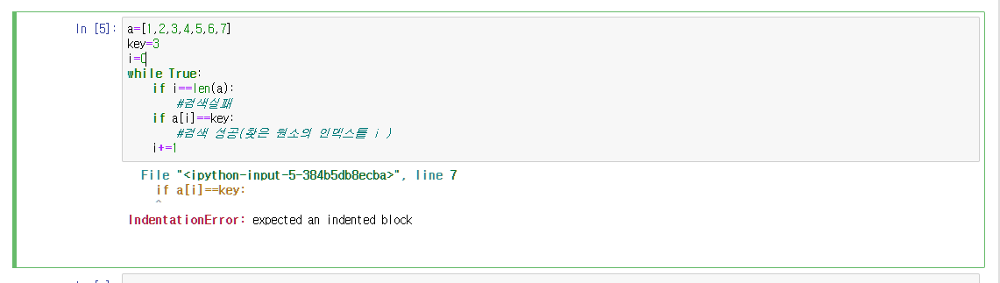 In [5]: a=[1,2,3,4,5,6,7]
key=3
i=0
while True:
if i==len(a):
#검색실패
if a[i]==key:
#검색 성공(찾은 원소의 인덱스틑 i )
i+=1
File "<ipython-input-5-384b5db8ecba>", line 7
if a[i]==key:
^
IndentationError: expected an indented block